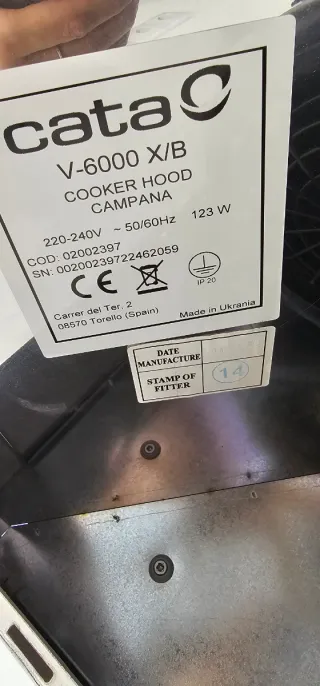 cata
V-6000 X/B
COOKER HOOD
CAMPANA
220-240V ~ 50/60Hz 123 W
COD: 02002397
SN: 00200239722462059
CE
IP 20
Carrer del Ter. 2
08570 Torello (Spain)
Made in Ukrania
DATE
MANUFACTURE
STAMP OF
FITTER
14